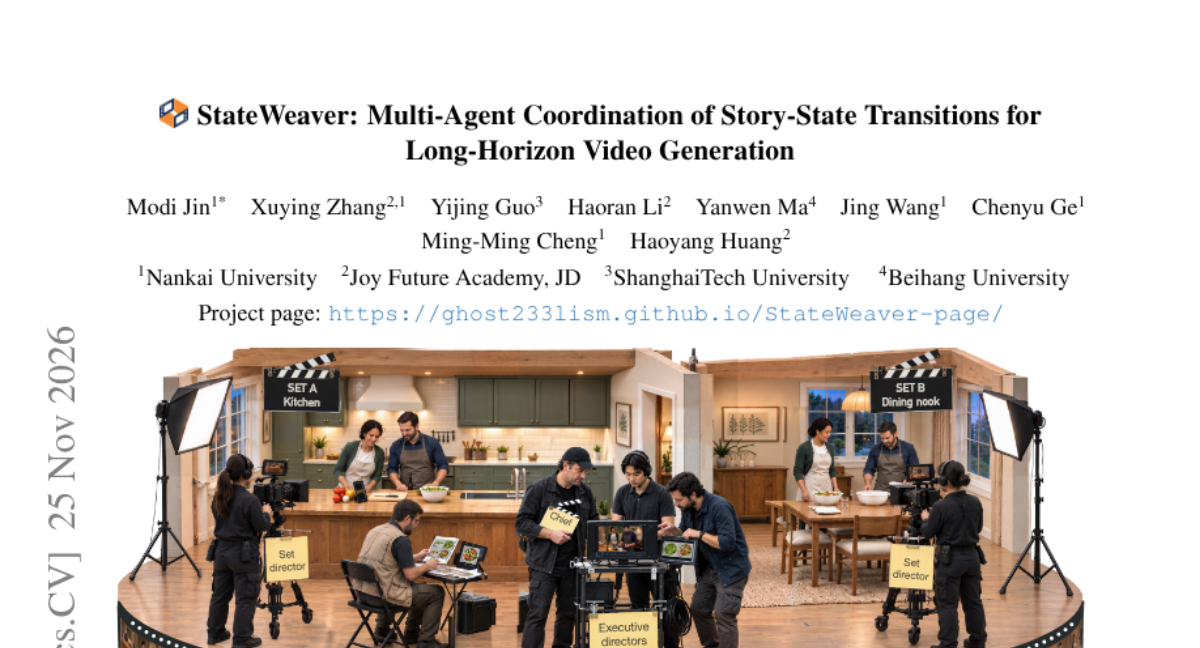 StateWeaver: Multi-Agent Coordination of Story-State Transitions for
Long-Horizon Video Generation
Modi Jin1* Xuying Zhang2,1 Yijing Guo3 Haoran Li2 Yanwen Ma4 Jing Wang1 Chenyu Ge1
Ming-Ming Cheng1 Haoyang Huang2
1Nankai University 2Joy Future Academy, JD 3ShanghaiTech University 4Beihang University
Project page: https://ghost233lism.github.io/StateWeaver-page/
cs.CV] 25 Nov 2026
SET A
Kitchen
SET B
Dining nook
Chief
Set
director
Set
director
Executive
directors